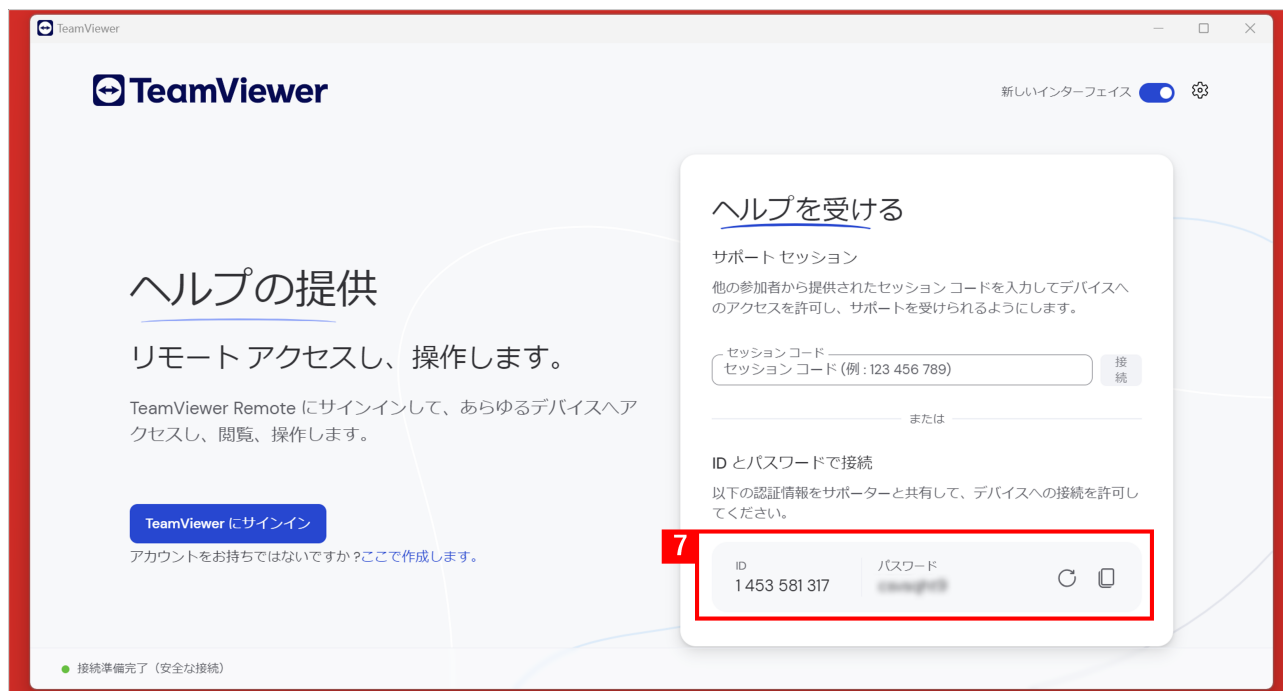 TeamViewer
TeamViewer
新しいインターフェイス
ヘルプの提供
リモート アクセスし、操作します。
TeamViewer Remote にサインインして、あらゆるデバイスへア
クセスし、閲覧、操作します。
TeamViewer にサインイン
アカウントをお持ちではないですか ?ここで作成します。
ヘルプを受ける
サポート セッション
他の参加者から提供されたセッション コードを入力してデバイスへ
のアクセスを許可し、サポートを受けられるようにします。
セッション コード
セッション コード (例 : 123 456 789)
接
続
または
ID とパスワードで接続
以下の認証情報をサポーターと共有して、デバイスへの接続を許可し
てください。
7
ID
1 453 581 317
パスワード
接続準備完了（安全な接続）